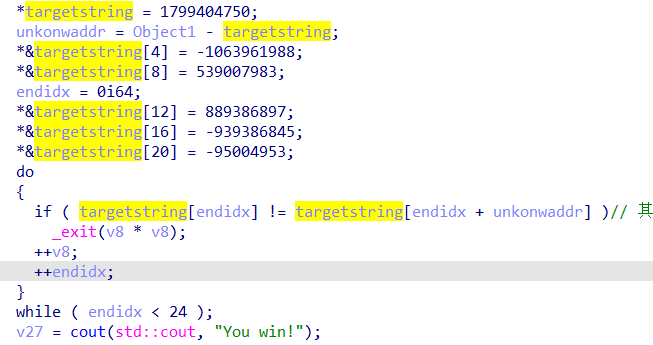 *targetstring = 1799404750;
unkonwaddr = Object1 - targetstring;
*&targetstring[4] = -1063961988;
*&targetstring[8] = 539007983;
endidx = 0i64;
*&targetstring[12] = 889386897;
*&targetstring[16] = -939386845;
*&targetstring[20] = -95004953;
do
{
if ( targetstring[endidx] != targetstring[endidx + unkonwaddr] )// 其
_exit(v8 * v8);
++v8;
++endidx;
}
while ( endidx < 24 );
v27 = cout(std::cout, "You win!");